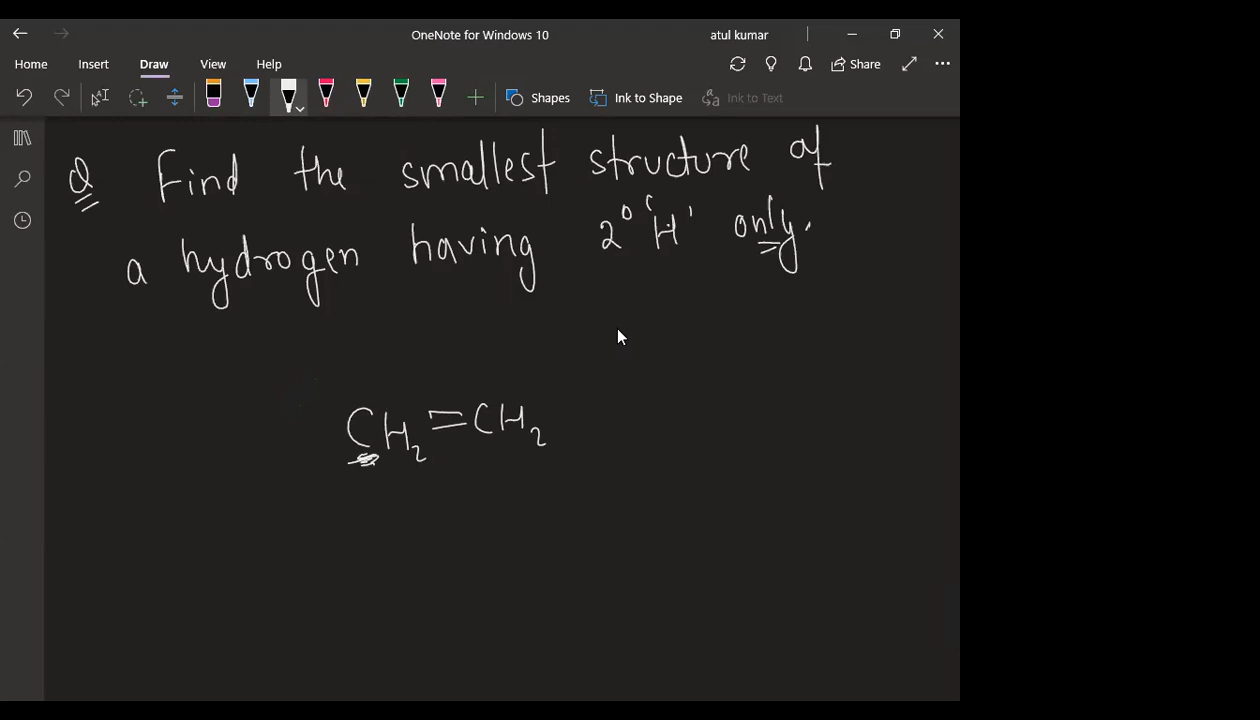 OneNote for Windows 10
atul kumar
Home Insert Draw View Help
Share
Shapes Ink to Shape Ink to Text
Q Find the smallest structure of
a hydrogen having 2° 'H' only.
CH2=CH2